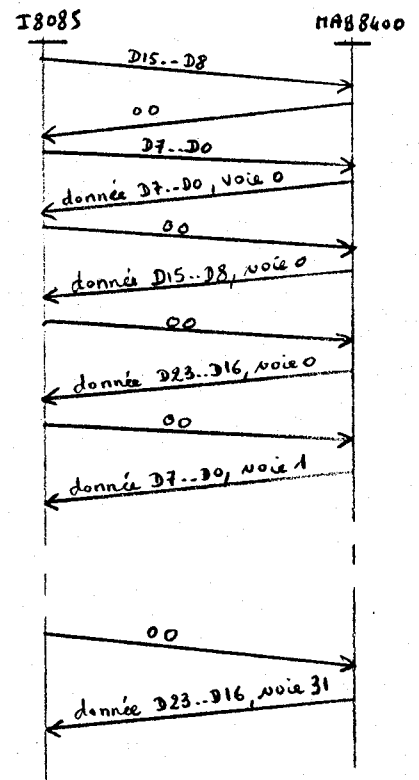 I8085 MAB8400
D15..D8
00
D7..D0
donnée D7..D0, voie 0
00
donnée D15..D8, voie 0
00
donnée D23..D16, voie 0
00
donnée D7..D0, voie 1
00
donnée D23..D16, voie 31